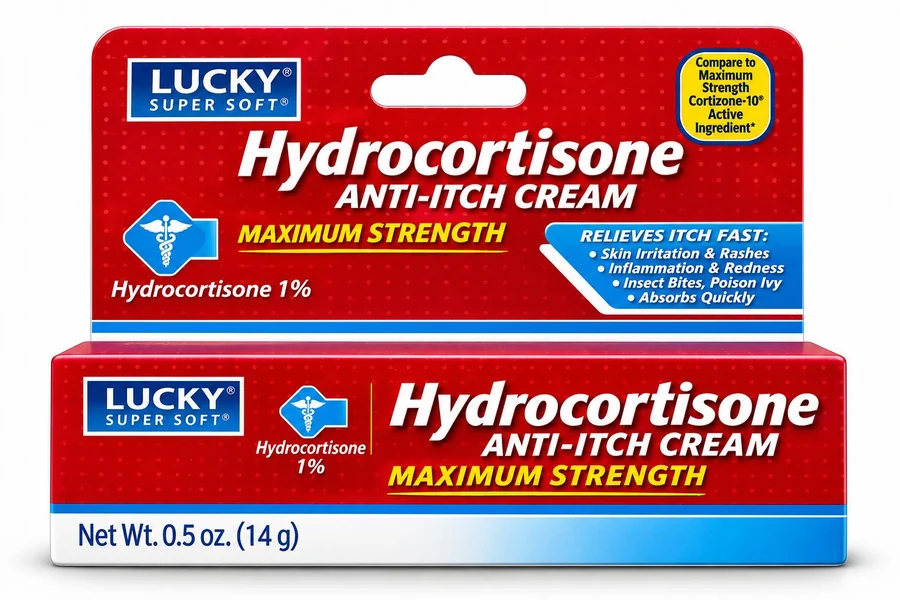 LUCKY®
SUPER SOFT®
Compare to
Maximum
Strength
Cortizone-10®
Active
Ingredient*
Hydrocortisone
ANTI-ITCH CREAM
MAXIMUM STRENGTH
Hydrocortisone 1%
RELIEVES ITCH FAST:
• Skin Irritation & Rashes
• Inflammation & Redness
• Insect Bites, Poison Ivy
• Absorbs Quickly
LUCKY®
SUPER SOFT®
Hydrocortisone
1%
Hydrocortisone
ANTI-ITCH CREAM
MAXIMUM STRENGTH
Net Wt. 0.5 oz. (14 g)